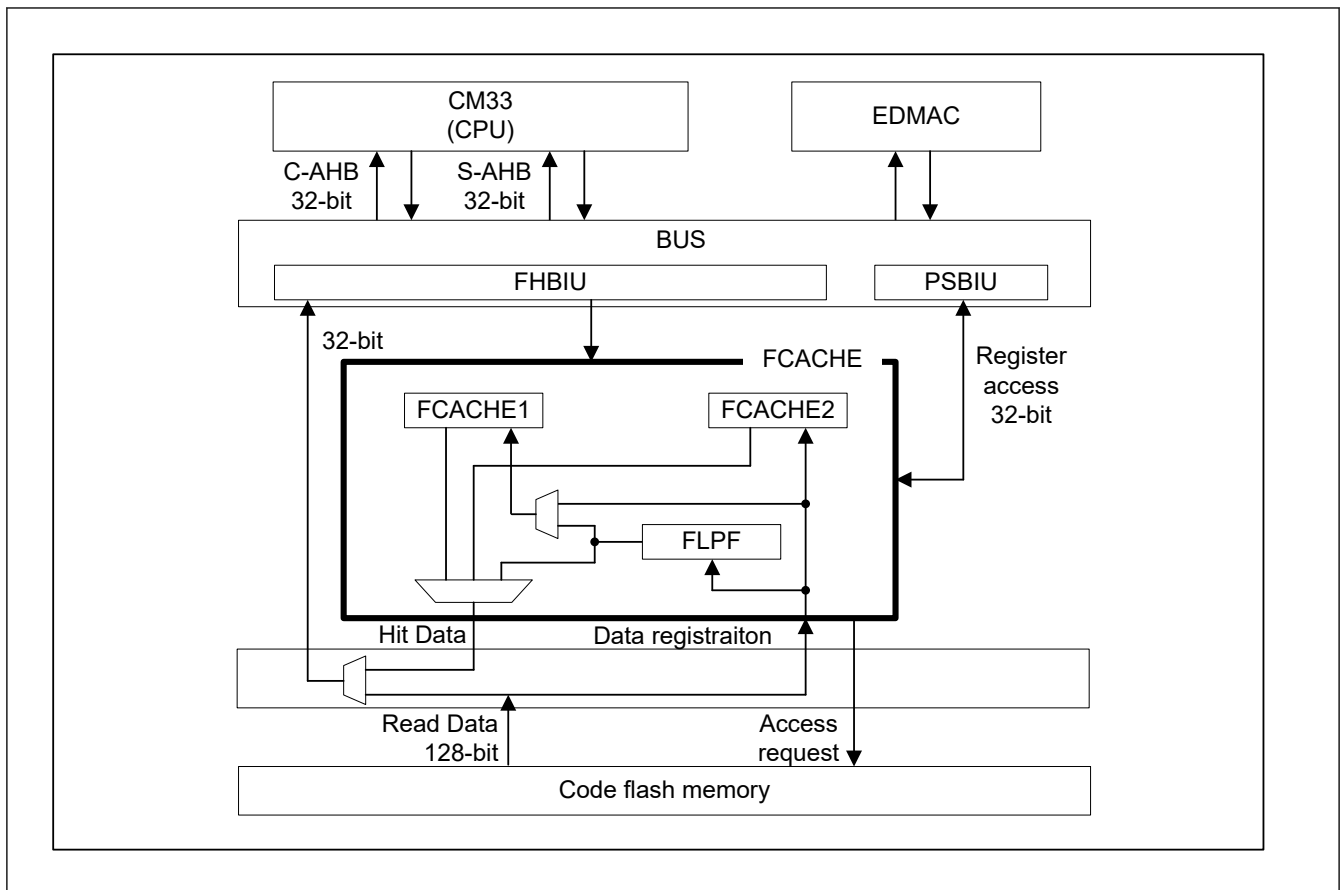 CM33
(CPU)
EDMAC
C-AHB
32-bit
S-AHB
32-bit
BUS
FHBIU
PSBIU
32-bit
FCACHE
Register
access
32-bit
FCACHE1
FCACHE2
FLPF
Hit Data
Data registraiton
Read Data
128-bit
Access
request
Code flash memory